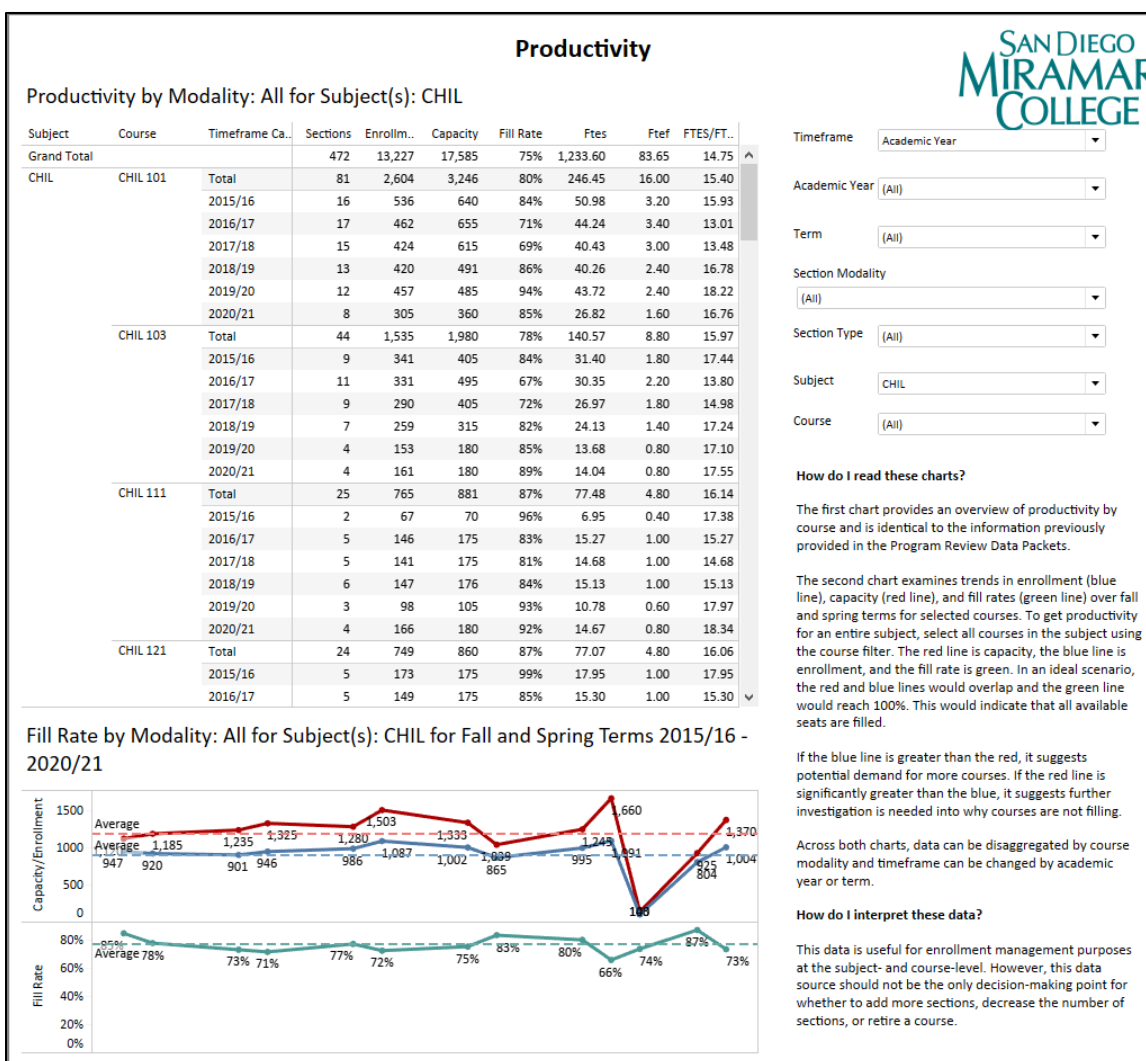 Productivity
SAN DIEGO
MIRAMAR
COLLEGE
Productivity by Modality: All for Subject(s): CHIL
Subject Course Timeframe Ca.. Sections Enrollm.. Capacity Fill Rate Ftes Ftef FTES/FT..
Grand Total 472 13,227 17,585 75% 1,233.60 83.65 14.75
CHIL CHIL 101 Total 81 2,604 3,246 80% 246.45 16.00 15.40
2015/16 16 536 640 84% 50.98 3.20 15.93
2016/17 17 462 655 71% 44.24 3.40 13.01
2017/18 15 424 615 69% 40.43 3.00 13.48
2018/19 13 420 491 86% 40.26 2.40 16.78
2019/20 12 457 485 94% 43.72 2.40 18.22
2020/21 8 305 360 85% 26.82 1.60 16.76
CHIL 103 Total 44 1,535 1,980 78% 140.57 8.80 15.97
2015/16 9 341 405 84% 31.40 1.80 17.44
2016/17 11 331 495 67% 30.35 2.20 13.80
2017/18 9 290 405 72% 26.97 1.80 14.98
2018/19 7 259 315 82% 24.13 1.40 17.24
2019/20 4 153 180 85% 13.68 0.80 17.10
2020/21 4 161 180 89% 14.04 0.80 17.55
CHIL 111 Total 25 765 881 87% 77.48 4.80 16.14
2015/16 2 67 70 96% 6.95 0.40 17.38
2016/17 5 146 175 83% 15.27 1.00 15.27
2017/18 5 141 175 81% 14.68 1.00 14.68
2018/19 6 147 176 84% 15.13 1.00 15.13
2019/20 3 98 105 93% 10.78 0.60 17.97
2020/21 4 166 180 92% 14.67 0.80 18.34
CHIL 121 Total 24 749 860 87% 77.07 4.80 16.06
2015/16 5 173 175 99% 17.95 1.00 17.95
2016/17 5 149 175 85% 15.30 1.00 15.30
Timeframe Academic Year
Academic Year (All)
Term (All)
Section Modality
(All)
Section Type (All)
Subject CHIL
Course (All)
How do I read these charts?
The first chart provides an overview of productivity by
course and is identical to the information previously
provided in the Program Review Data Packets.
The second chart examines trends in enrollment (blue
line), capacity (red line), and fill rates (green line) over fall
and spring terms for selected courses. To get productivity
for an entire subject, select all courses in the subject using
the course filter. The red line is capacity, the blue line is
enrollment, and the fill rate is green. In an ideal scenario,
the red and blue lines would overlap and the green line
would reach 100%. This would indicate that all available
seats are filled.
If the blue line is greater than the red, it suggests
potential demand for more courses. If the red line is
significantly greater than the blue, it suggests further
investigation is needed into why courses are not filling.
Across both charts, data can be disaggregated by course
modality and timeframe can be changed by academic
year or term.
How do I interpret these data?
This data is useful for enrollment management purposes
at the subject- and course-level. However, this data
source should not be the only decision-making point for
whether to add more sections, decrease the number of
sections, or retire a course.
Fill Rate by Modality: All for Subject(s): CHIL for Fall and Spring Terms 2015/16 -
2020/21
Capacity/Enrollment
1500
1000
500
0
Average
Average
1,185 1,235 1,325 1,280 1,503 1,333 1,039 1,245 1,660 925 1,370
947 920 901 946 986 1,087 1,002 865 995 1,091 804 1,004
Fill Rate
80%
60%
40%
20%
0%
Average
85% 78% 73% 71% 77% 72% 75% 83% 80% 66% 74% 87% 73%